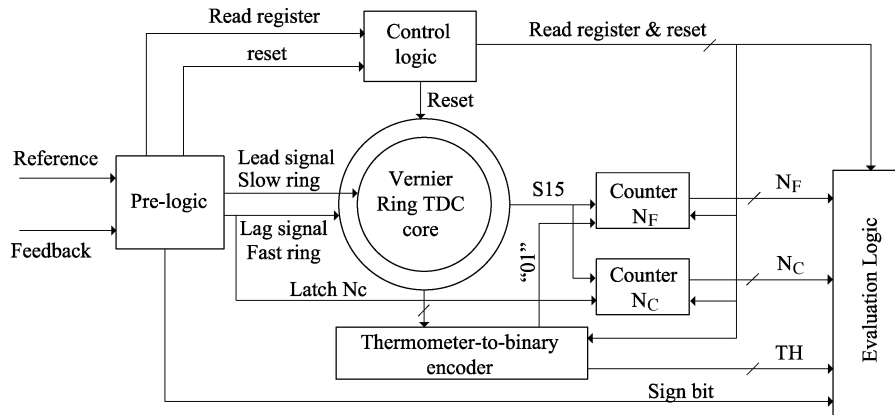 Read register
Control
logic
Read register & reset
reset
Reset
Reference
Lead signal
Slow ring
Vernier
Ring TDC
core
S15
Counter
N_F
N_F
Pre-logic
Lag signal
Fast ring
Feedback
"01"
Latch Nc
Counter
N_C
N_C
Evaluation Logic
Thermometer-to-binary
encoder
TH
Sign bit